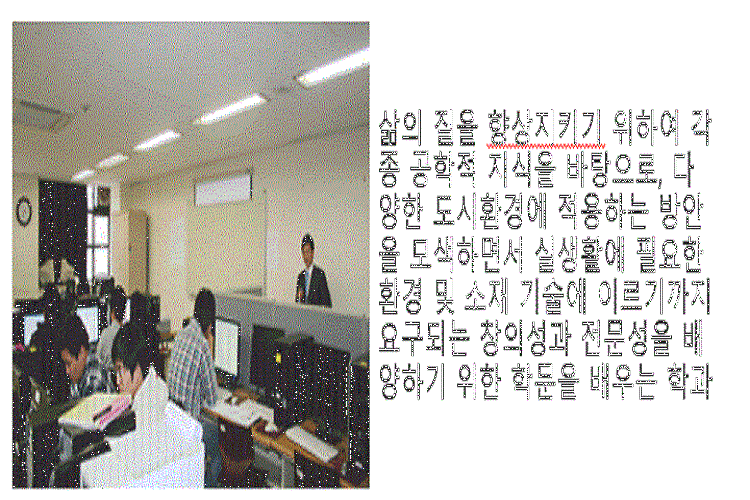 삶의 질을 향상지키기 위하여 각
종 공학적 지식을 바탕으로, 다
양한 도시환경에 적용하는 방안
을 도색하면서 실생활에 필요한
환경 및 소재 기술에 이르기까지
요구되는 창의성과 전문성을 배
양하기 위한 학문을 배우는 학과